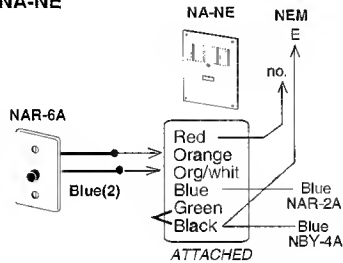 NA-NE
NA-NE
NEM
E
no.
NAR-6A
Red
Orange
Org/whit
Blue(2)
Blue
Blue
NAR-2A
Green
Black
Blue
NBY-4A
ATTACHED